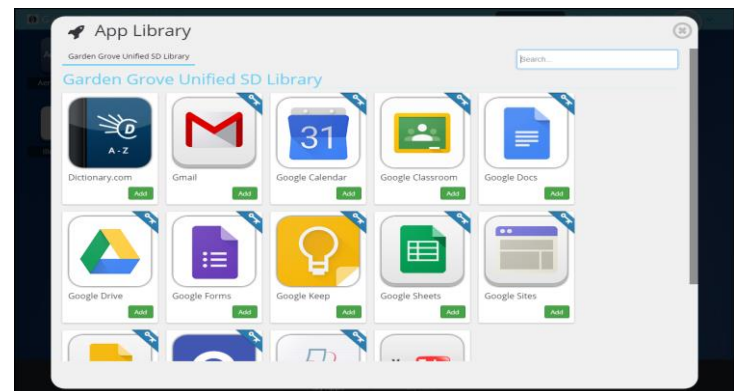 App Library
Garden Grove Unified SD Library
Search...
Garden Grove Unified SD Library
A-Z
31
Dictionary.com
Gmail
Google Calendar
Google Classroom
Google Docs
Add
Add
Add
Add
Add
Google Drive
Google Forms
Google Keep
Google Sheets
Google Sites
Add
Add
Add
Add
Add